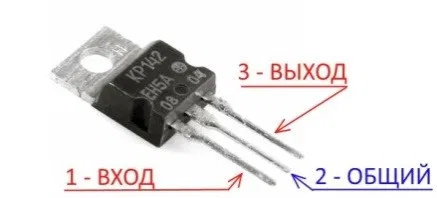 КР142
ЕН5А
08 04
3 - ВЫХОД
1 - ВХОД
2 - ОБЩИЙ